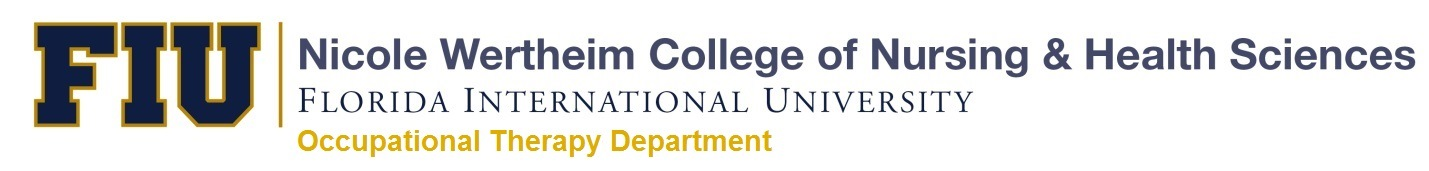 FIU
Nicole Wertheim College of Nursing & Health Sciences
FLORIDA INTERNATIONAL UNIVERSITY
Occupational Therapy Department